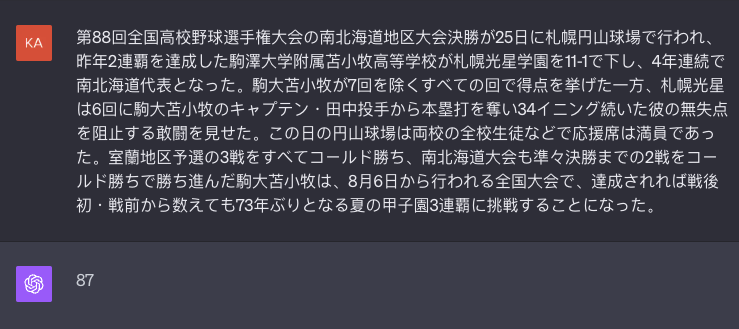 KA
第88回全国高校野球選手権大会の南北海道地区大会決勝が25日に札幌円山球場で行われ、
昨年2連覇を達成した駒澤大学附属苫小牧高等学校が札幌光星学園を11-1で下し、4年連続で
南北海道代表となった。駒大苫小牧が7回を除くすべての回で得点を挙げた一方、札幌光星
は6回に駒大苫小牧のキャプテン・田中投手から本塁打を奪い34イニング続いた彼の無失点
を阻止する敢闘を見せた。この日の円山球場は両校の全校生徒などで応援席は満員であっ
た。室蘭地区予選の3戦をすべてコールド勝ち、南北海道大会も準々決勝までの2戦をコー
ルド勝ちで勝ち進んだ駒大苫小牧は、8月6日から行われる全国大会で、達成されれば戦後
初・戦前から数えても73年ぶりとなる夏の甲子園3連覇に挑戦することになった。
87